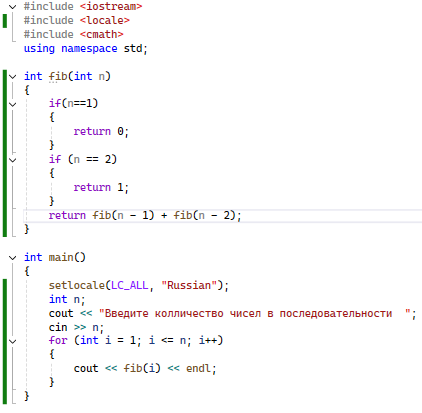 #include <iostream>
#include <locale>
#include <cmath>
using namespace std;
int fib(int n)
{
if(n==1)
{
return 0;
}
if (n == 2)
{
return 1;
}
return fib(n - 1) + fib(n - 2);
}
int main()
{
setlocale(LC_ALL, "Russian");
int n;
cout << "Введите колличество чисел в последовательности  ";
cin >> n;
for (int i = 1; i <= n; i++)
{
cout << fib(i) << endl;
}
}